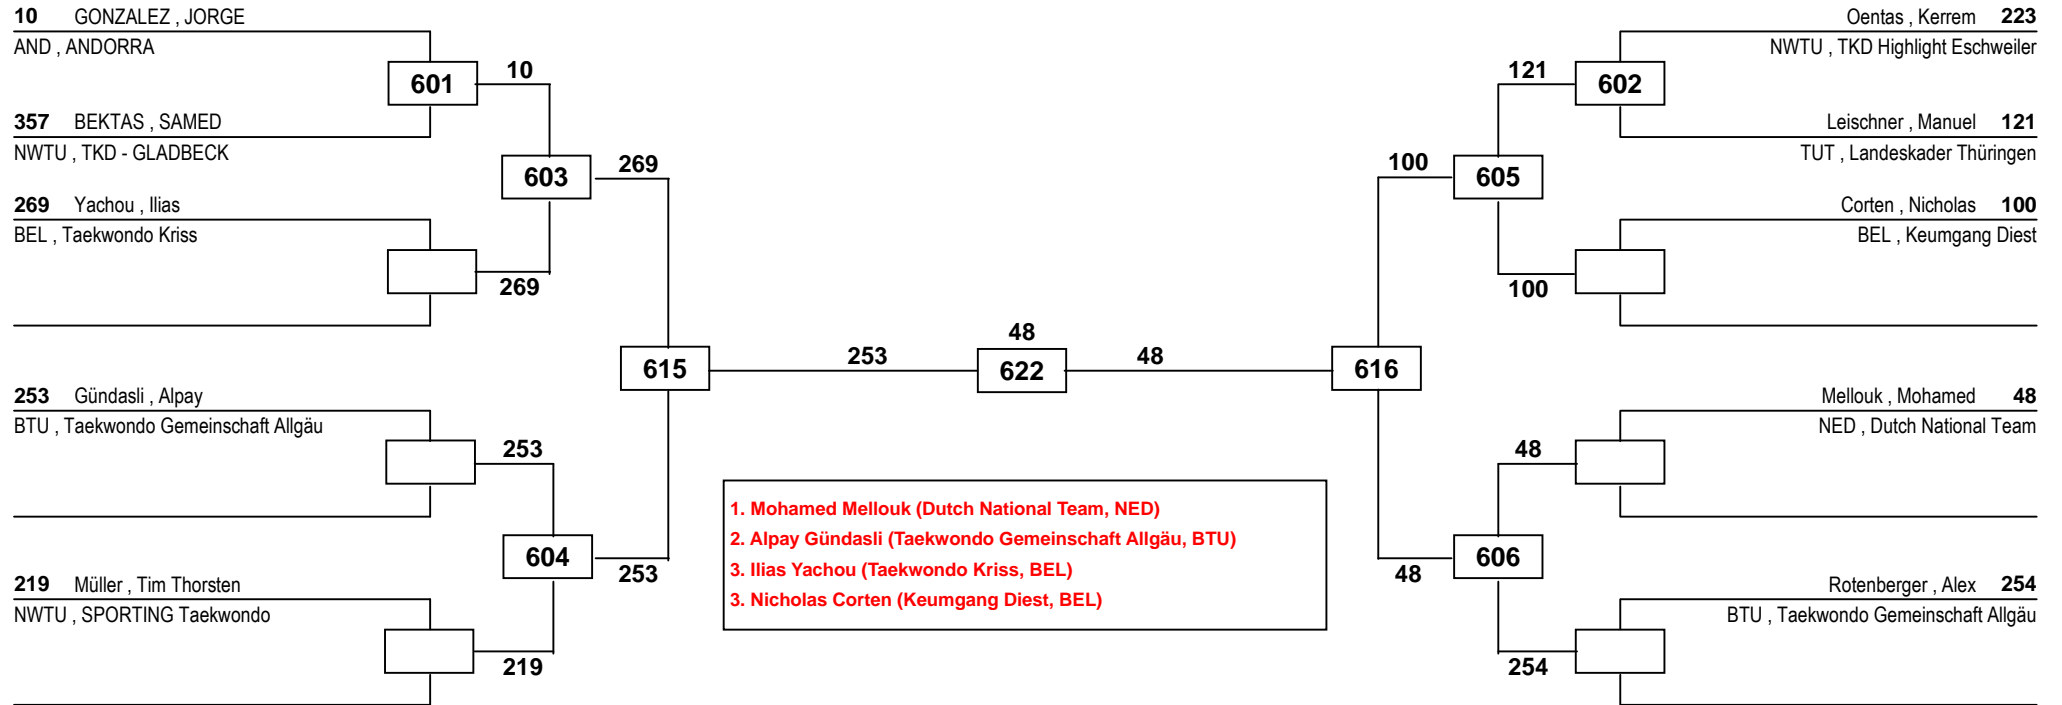 10 GONZALEZ , JORGE
AND , ANDORRA
601
10
357 BEKTAS , SAMED
NWTU , TKD - GLADBECK
603
269
269 Yachou , Ilias
BEL , Taekwondo Kriss
269
615
253
253 Gündasli , Alpay
BTU , Taekwondo Gemeinschaft Allgäu
253
604
253
219 Müller , Tim Thorsten
NWTU , SPORTING Taekwondo
219
48
622
48
1. Mohamed Mellouk (Dutch National Team, NED)
2. Alpay Gündasli (Taekwondo Gemeinschaft Allgäu, BTU)
3. Ilias Yachou (Taekwondo Kriss, BEL)
3. Nicholas Corten (Keumgang Diest, BEL)
Oentas , Kerrem 223
NWTU , TKD Highlight Eschweiler
121
602
Leischner , Manuel 121
TUT , Landeskader Thüringen
100
605
Corten , Nicholas 100
BEL , Keumgang Diest
100
616
Mellouk , Mohamed 48
NED , Dutch National Team
48
606
48
Rotenberger , Alex 254
BTU , Taekwondo Gemeinschaft Allgäu
254